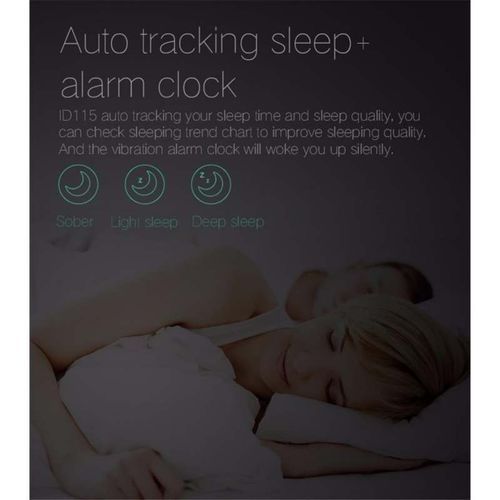 Auto tracking sleep+
alarm clock
ID115 auto tracking your sleep time and sleep quality, you
can check sleeping trend chart to improve sleeping quality.
And the vibration alarm clock will woke you up silently.
z z z
Sober Light sleep Deep sleep